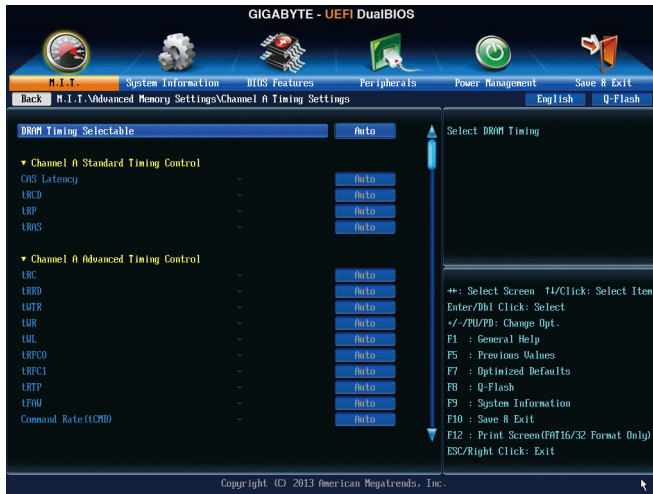 GIGABYTE - UEFI DualBIOS
M.I.T. System Information BIOS Features Peripherals Power Management Save & Exit
Back M.I.T.\Advanced Memory Settings\Channel A Timing Settings English Q-Flash
DRAM Timing Selectable Auto
▼ Channel A Standard Timing Control
CAS Latency - Auto
tRCD - Auto
tRP - Auto
tRAS - Auto
▼ Channel A Advanced Timing Control
tRC - Auto
tRRD - Auto
tWTR - Auto
tWR - Auto
tWL - Auto
tRFC0 - Auto
tRFC1 - Auto
tRTP - Auto
tFAW - Auto
Command Rate(tCMD) - Auto
Select DRAM Timing
→←: Select Screen ↑↓/Click: Select Item
Enter/Dbl Click: Select
+/-/PU/PD: Change Opt.
F1 : General Help
F5 : Previous Values
F7 : Optimized Defaults
F8 : Q-Flash
F9 : System Information
F10 : Save & Exit
F12 : Print Screen(FAT16/32 Format Only)
ESC/Right Click: Exit
Copyright (C) 2013 American Megatrends, Inc.